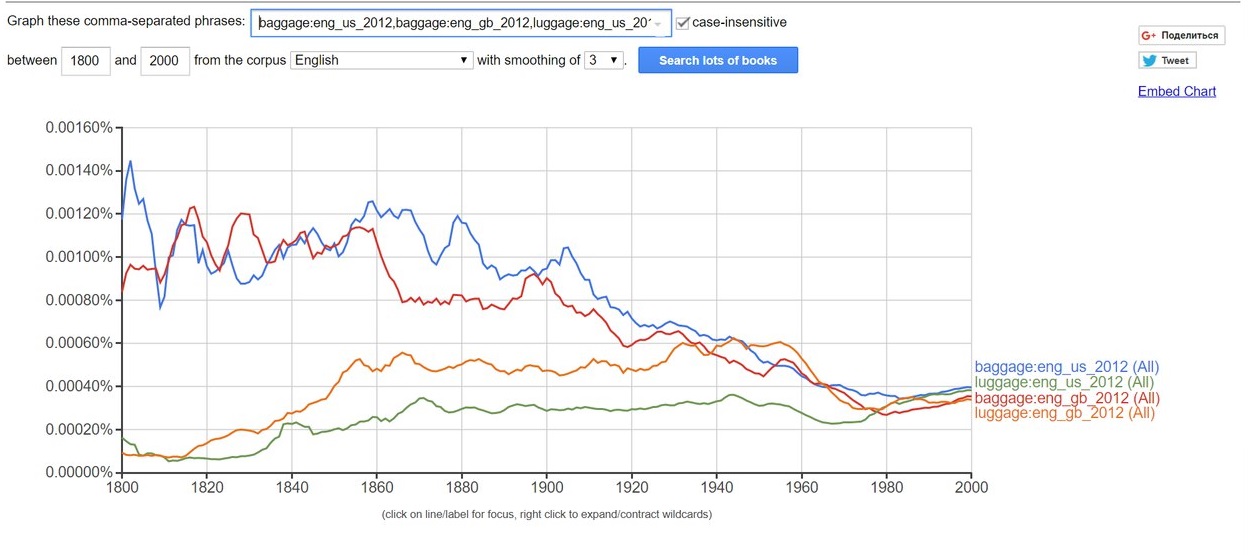 Graph these comma-separated phrases: baggage:eng_us_2012,baggage:eng_gb_2012,luggage:eng_us_201 case-insensitive
G+ Поделиться
between 1800 and 2000 from the corpus English with smoothing of 3 . Search lots of books
Tweet
Embed Chart
0.00160%
0.00140%
0.00120%
0.00100%
0.00080%
0.00060%
0.00040%
0.00020%
0.00000%
baggage:eng_us_2012 (All)
luggage:eng_us_2012 (All)
baggage:eng_gb_2012 (All)
luggage:eng_gb_2012 (All)
1800 1820 1840 1860 1880 1900 1920 1940 1960 1980 2000
(click on line/label for focus, right click to expand/contract wildcards)